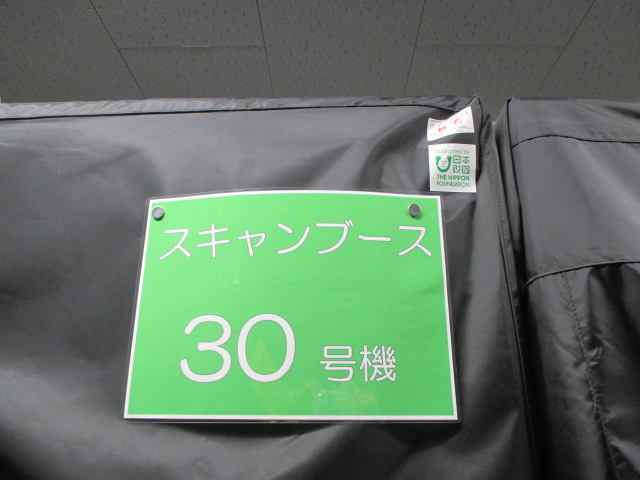 Supported by
日本
財団
THE NIPPON
FOUNDATION
スキャンブース
30 号機